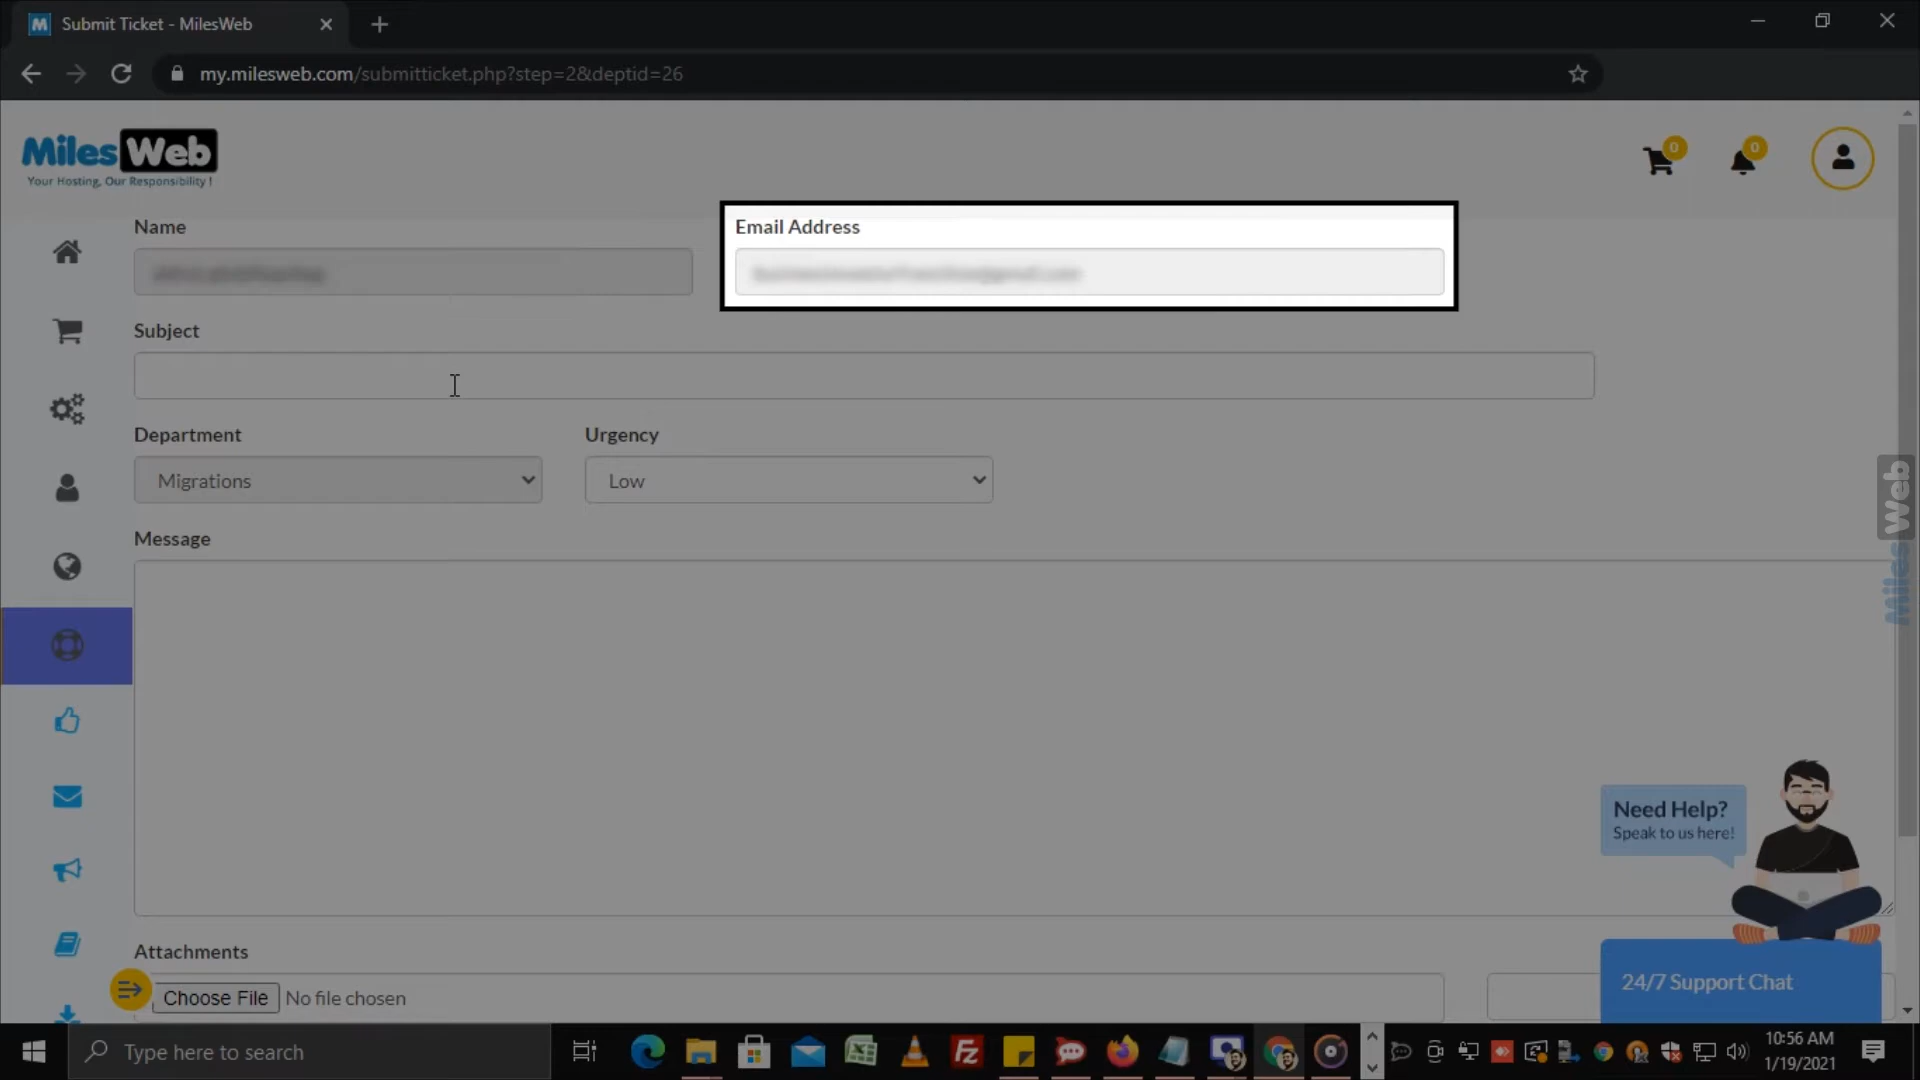 Submit Ticket - MilesWeb
my.milesweb.com/submitticket.php?step=2&deptid=26
MilesWeb
Your Hosting, Our Responsibility !
0
0
Name
Email Address
Subject
Department
Urgency
Migrations
Low
Message
MilesWeb
Need Help?
Speak to us here!
Attachments
Choose File No file chosen
24/7 Support Chat
Type here to search
10:56 AM
1/19/2021